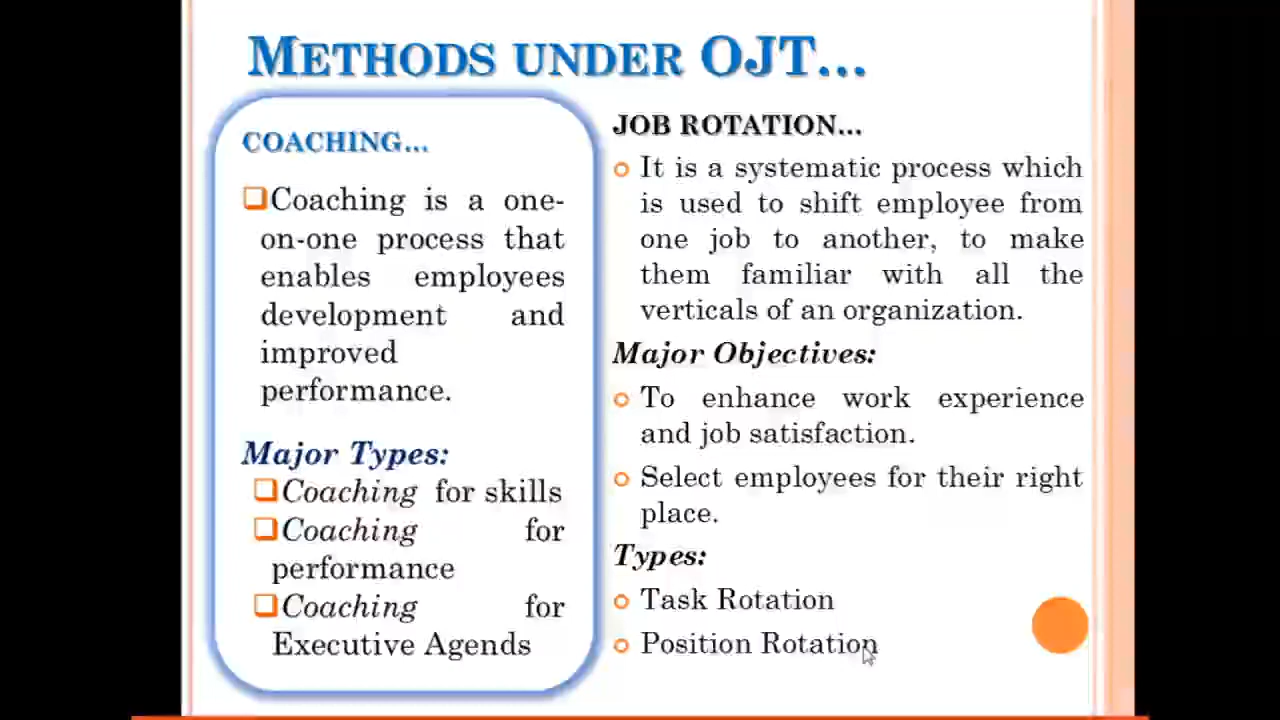 METHODS UNDER OJT...
COACHING...
Coaching is a one-
on-one process that
enables employees
development and
improved
performance.
Major Types:
Coaching for skills
Coaching for
performance
Coaching for
Executive Agends
JOB ROTATION...
It is a systematic process which
is used to shift employee from
one job to another, to make
them familiar with all the
verticals of an organization.
Major Objectives:
To enhance work experience
and job satisfaction.
Select employees for their right
place.
Types:
Task Rotation
Position Rotation